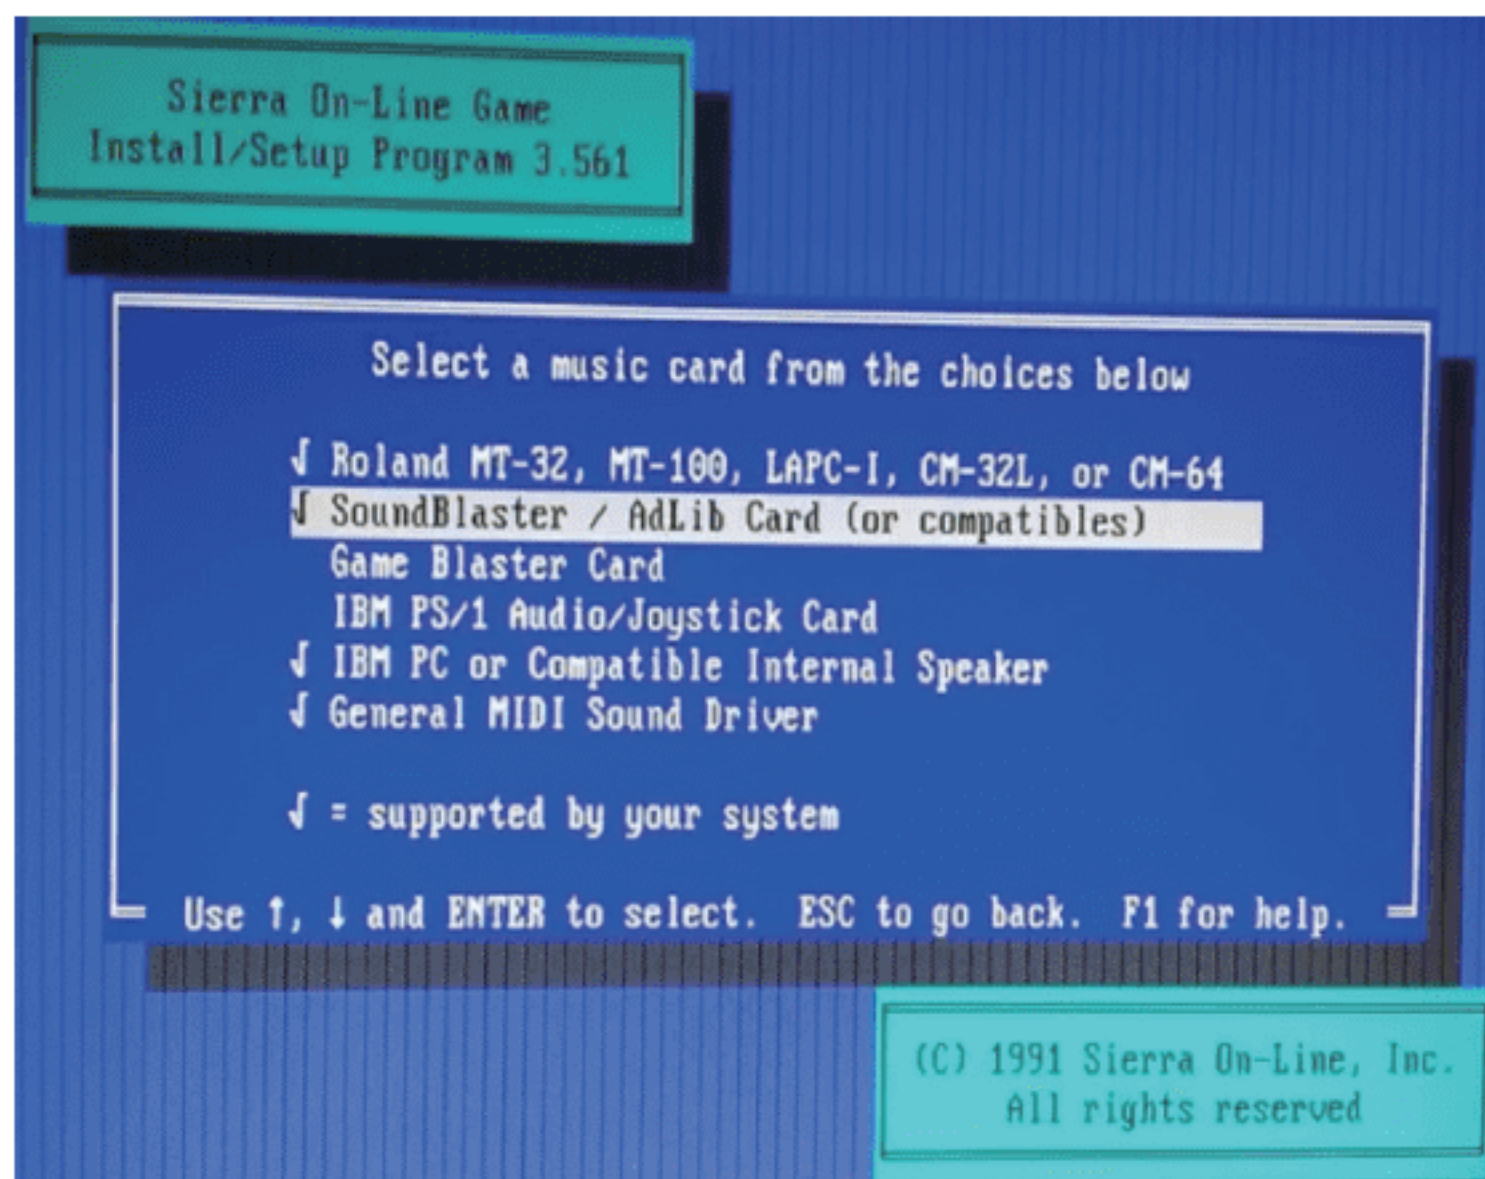 Sierra On-Line Game
Install/Setup Program 3.561
Select a music card from the choices below
√ Roland MT-32, MT-100, LAPC-I, CM-32L, or CM-64
√ SoundBlaster / AdLib Card (or compatibles)
Game Blaster Card
IBM PS/1 Audio/Joystick Card
√ IBM PC or Compatible Internal Speaker
√ General MIDI Sound Driver
√ = supported by your system
Use ↑, ↓ and ENTER to select. ESC to go back. F1 for help.
(C) 1991 Sierra On-Line, Inc.
All rights reserved